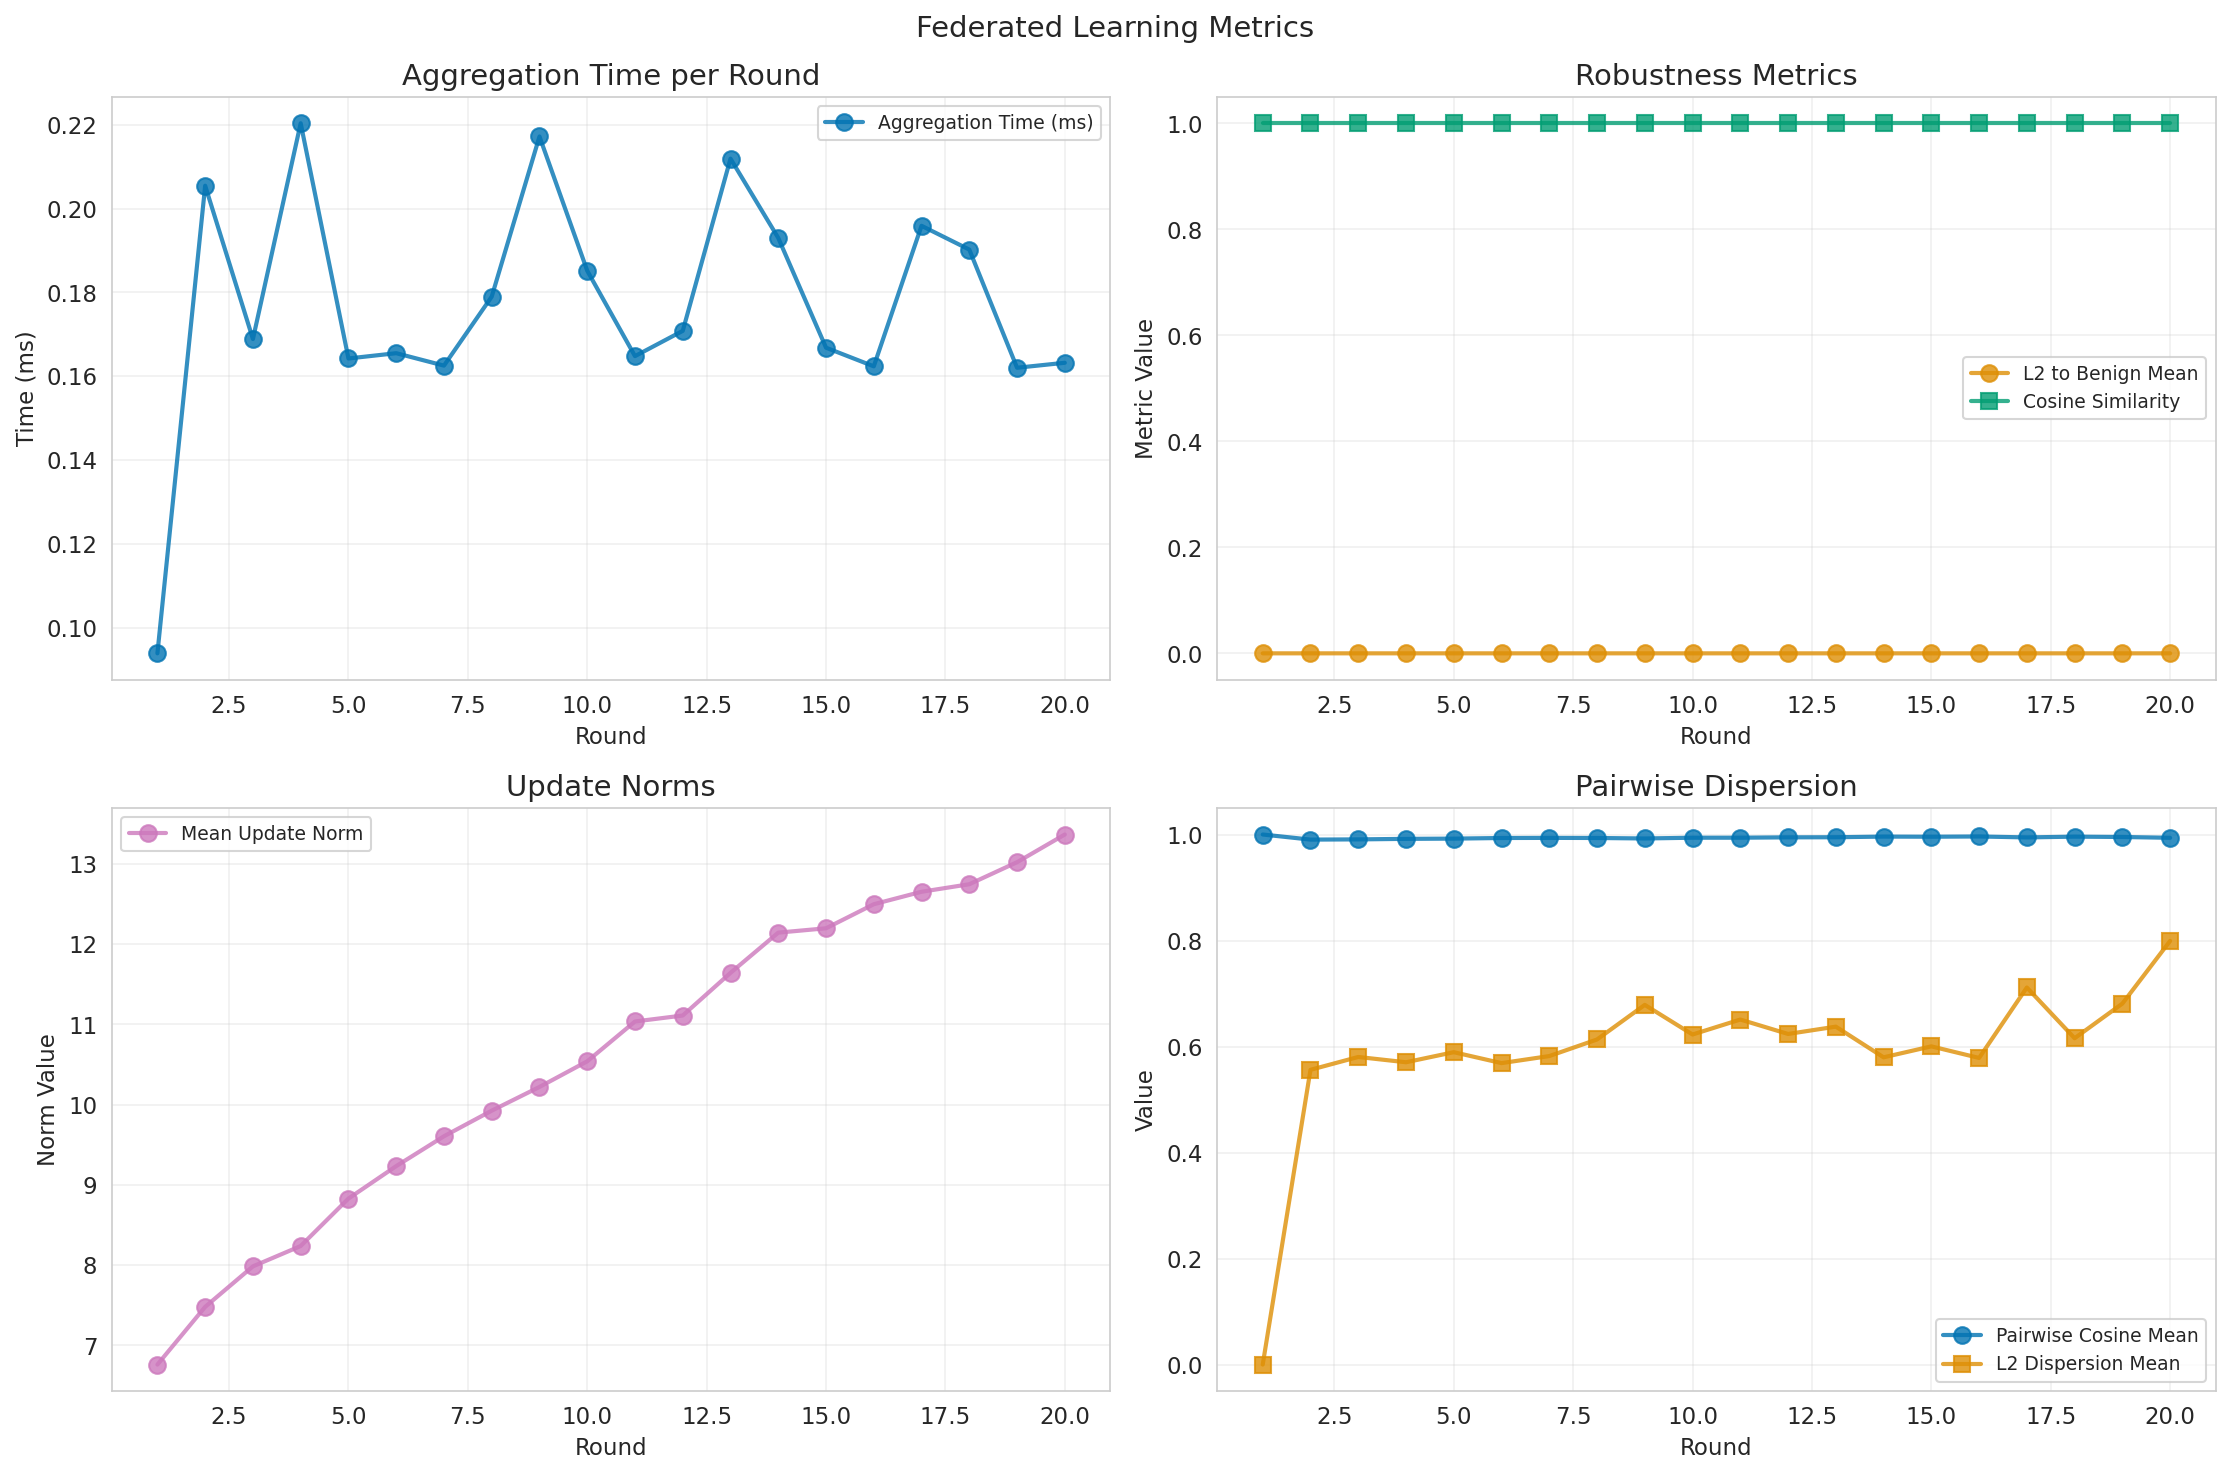 Federated Learning Metrics
Aggregation Time per Round
Aggregation Time (ms)
0.22
0.20
0.18
0.16
0.14
0.12
0.10
Time (ms)
2.5 5.0 7.5 10.0 12.5 15.0 17.5 20.0
Round
Robustness Metrics
1.0
0.8
0.6
0.4
0.2
0.0
Metric Value
L2 to Benign Mean
Cosine Similarity
2.5 5.0 7.5 10.0 12.5 15.0 17.5 20.0
Round
Update Norms
Mean Update Norm
13
12
11
10
9
8
7
Norm Value
2.5 5.0 7.5 10.0 12.5 15.0 17.5 20.0
Round
Pairwise Dispersion
1.0
0.8
0.6
0.4
0.2
0.0
Value
Pairwise Cosine Mean
L2 Dispersion Mean
2.5 5.0 7.5 10.0 12.5 15.0 17.5 20.0
Round